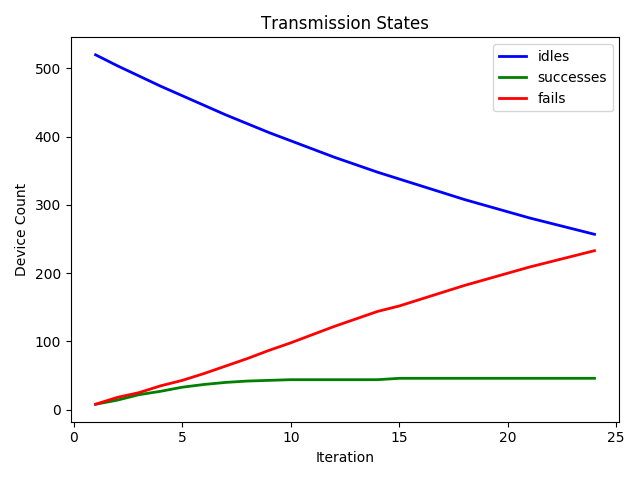 Transmission States
idles
successes
fails
500
400
300
200
100
0
Device Count
0 5 10 15 20 25
Iteration